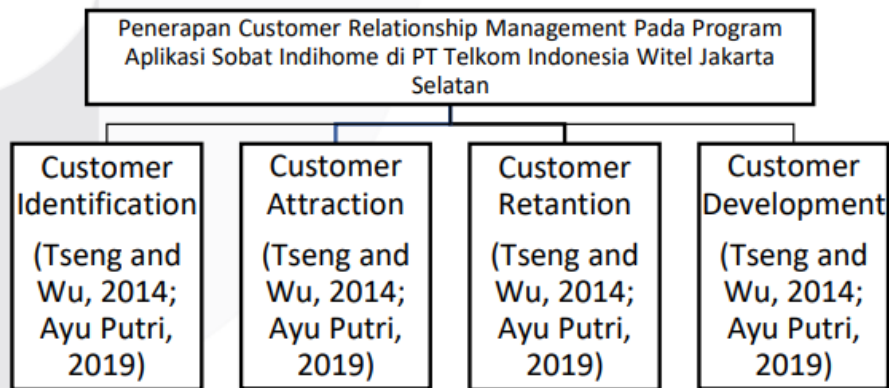 Penerapan Customer Relationship Management Pada Program
Aplikasi Sobat Indihome di PT Telkom Indonesia Witel Jakarta
Selatan
Customer
Identification
(Tseng and
Wu, 2014;
Ayu Putri,
2019)
Customer
Attraction
(Tseng and
Wu, 2014;
Ayu Putri,
2019)
Customer
Retantion
(Tseng and
Wu, 2014;
Ayu Putri,
2019)
Customer
Development
(Tseng and
Wu, 2014;
Ayu Putri,
2019)